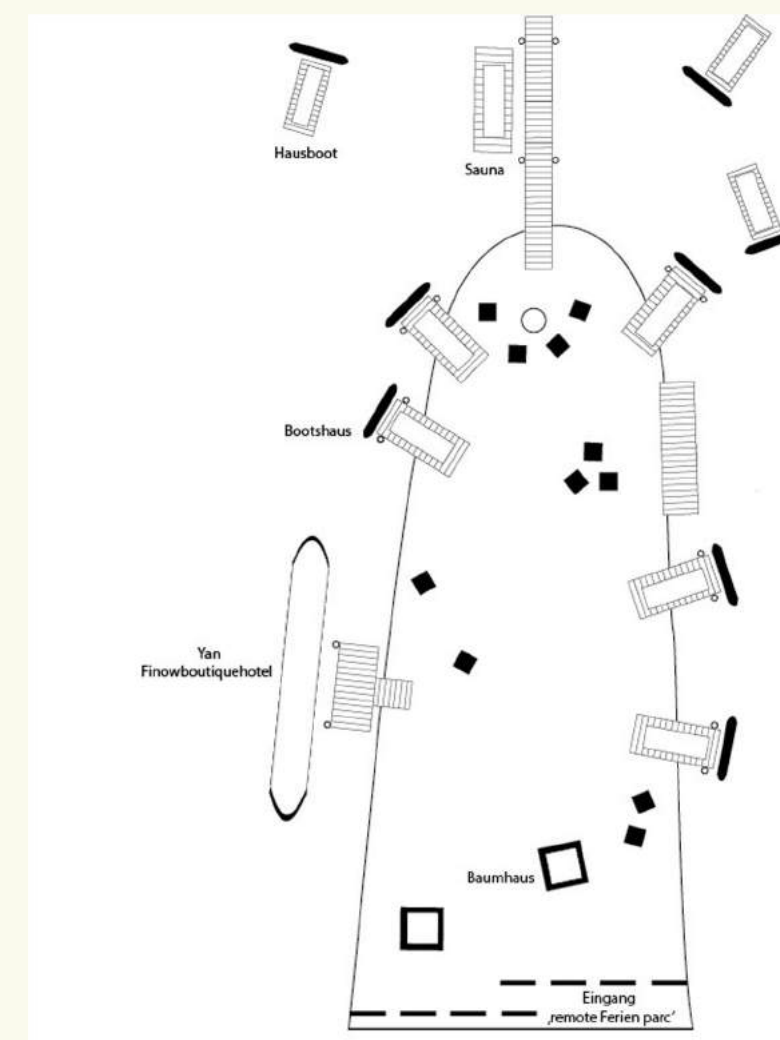 Hausboot
Sauna
Bootshaus
Yan
Finowboutiquehotel
Baumhaus
Eingang
‚remote Ferien parc‘